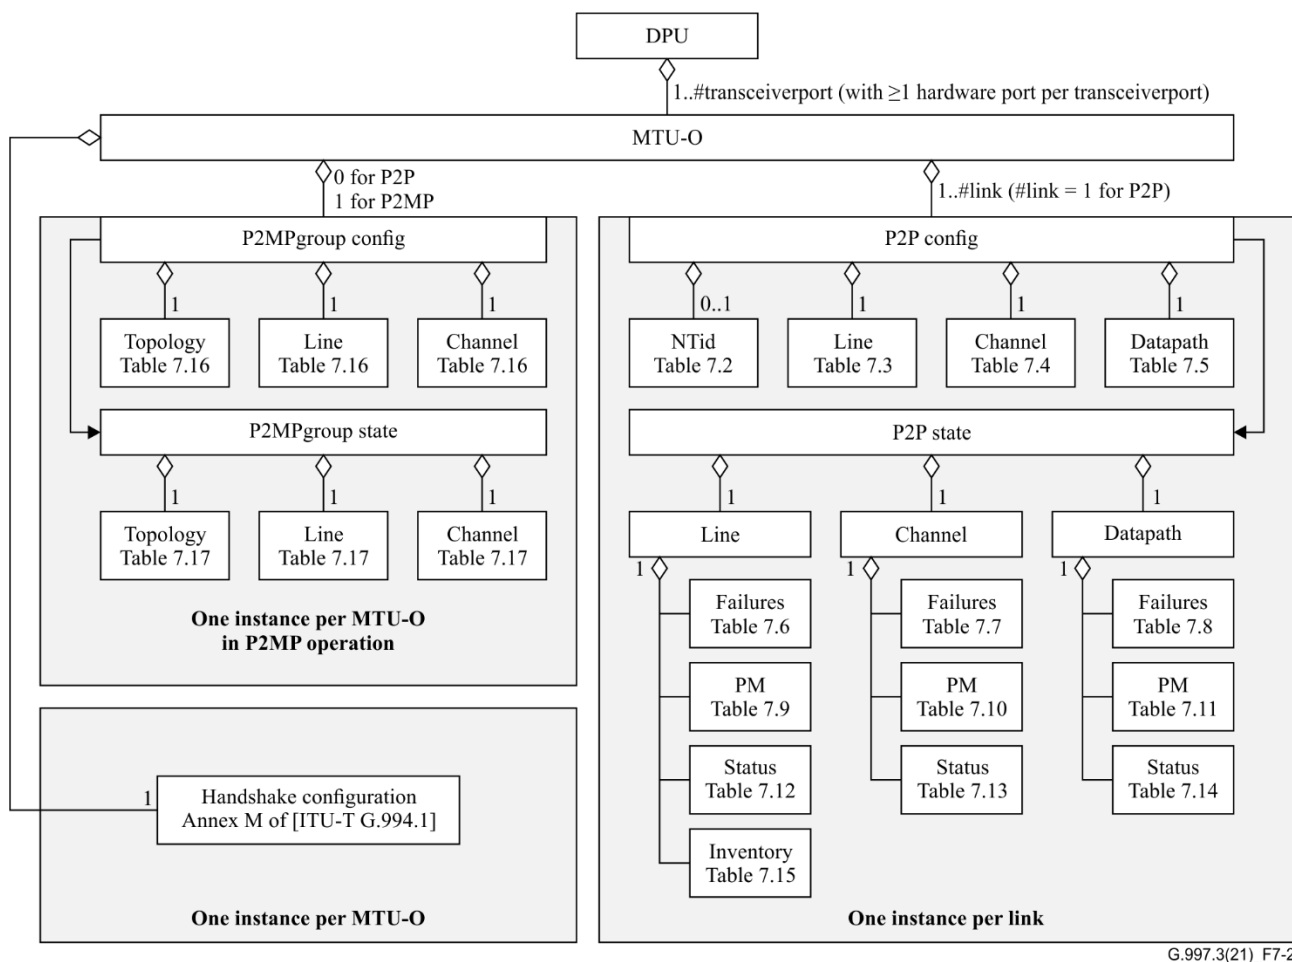 DPU
1..#transceiverport (with ≥1 hardware port per transceiverport)
MTU-O
0 for P2P
1 for P2MP
1..#link (#link = 1 for P2P)
P2MPgroup config
1
1
1
Topology
Table 7.16
Line
Table 7.16
Channel
Table 7.16
P2MPgroup state
1
1
1
Topology
Table 7.17
Line
Table 7.17
Channel
Table 7.17
One instance per MTU-O
in P2MP operation
1
Handshake configuration
Annex M of [ITU-T G.994.1]
One instance per MTU-O
P2P config
0..1
1
1
1
NTid
Table 7.2
Line
Table 7.3
Channel
Table 7.4
Datapath
Table 7.5
P2P state
1
1
1
Line
Channel
Datapath
1
1
1
Failures
Table 7.6
Failures
Table 7.7
Failures
Table 7.8
PM
Table 7.9
PM
Table 7.10
PM
Table 7.11
Status
Table 7.12
Status
Table 7.13
Status
Table 7.14
Inventory
Table 7.15
One instance per link
G.997.3(21) F7-2